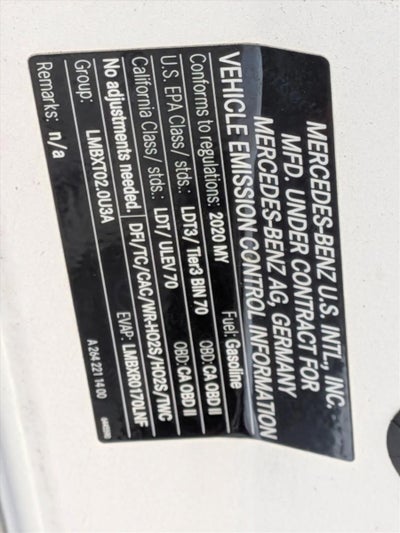 MERCEDES-BENZ U.S. INTL., INC.
MFD. UNDER CONTRACT FOR
MERCEDES-BENZ AG, GERMANY
VEHICLE EMISSION CONTROL INFORMATION
Conforms to regulations: 2020 MY Fuel: Gasoline
U.S. EPA Class/ stds.: LDT3/ Tier3 BIN 70 OBD: CA OBD II
California Class/ stds.: LDT/ ULEV 70 OBD: CA OBD II
No adjustments needed. DFI/TC/CAC/WR-HO2S/HO2S/TWC
Group: LMBXT02.0U3A EVAP: LMBXR0170LNF
Remarks: n/a A 264 221 14 00